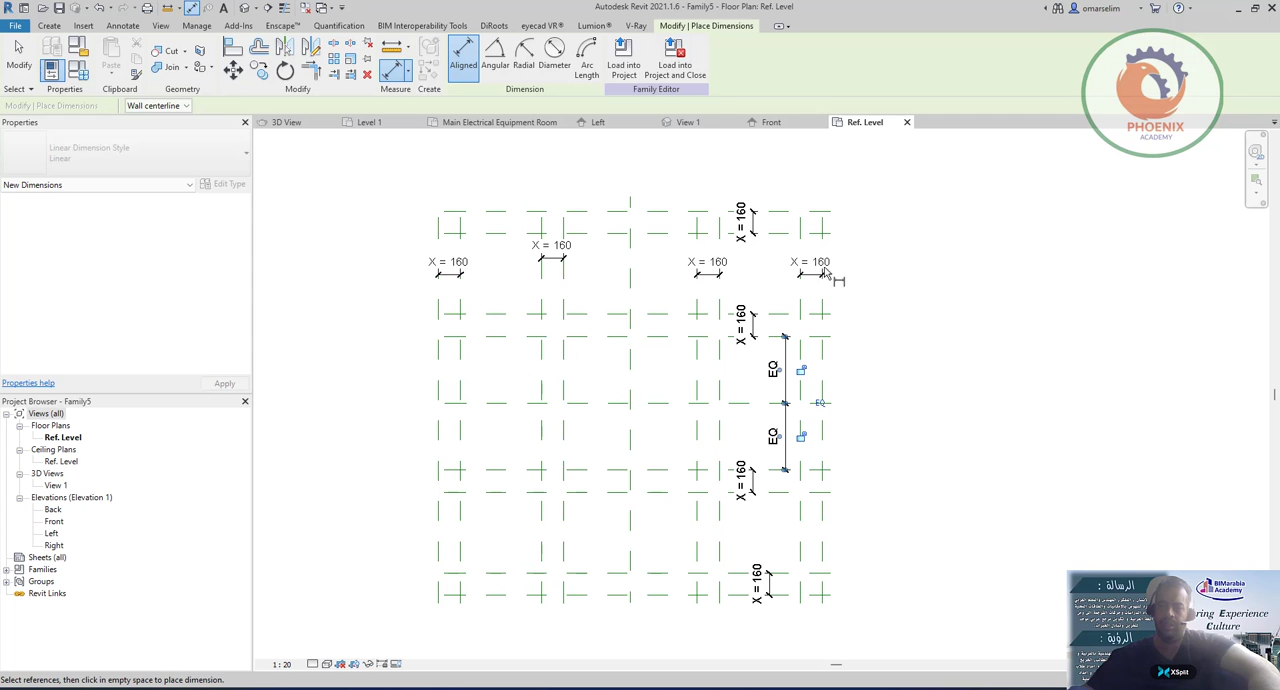 Autodesk Revit 2021.1.6 - Family5 - Floor Plan: Ref. Level
omarselim
File Create Insert Annotate View Manage Add-Ins Enscape™ Quantification BIM Interoperability Tools DiRoots eyecad VR® Lumion® V-Ray Modify | Place Dimensions
Cut
Join
Modify Paste Aligned Angular Radial Diameter Arc Length Load into Project Load into Project and Close
Select Properties Clipboard Geometry Modify Measure Create Dimension Family Editor
Modify | Place Dimensions Wall centerline
PHOENIX
ACADEMY
Properties
3D View Level 1 Main Electrical Equipment Room Left View 1 Front Ref. Level
Linear Dimension Style
Linear
New Dimensions Edit Type
X = 160
X = 160
X = 160
X = 160
X = 160
X = 160
EQ
EQ
EQ
X = 160
X = 160
Properties help Apply
Project Browser - Family5
Views (all)
Floor Plans
Ref. Level
Ceiling Plans
Ref. Level
3D Views
View 1
Elevations (Elevation 1)
Back
Front
Left
Right
Sheets (all)
Families
Groups
Revit Links
الرسالة :
الرؤية :
BIMarabia
Academy
ring Experience
Culture
XSplit
1 : 20
Select references, then click in empty space to place dimension.